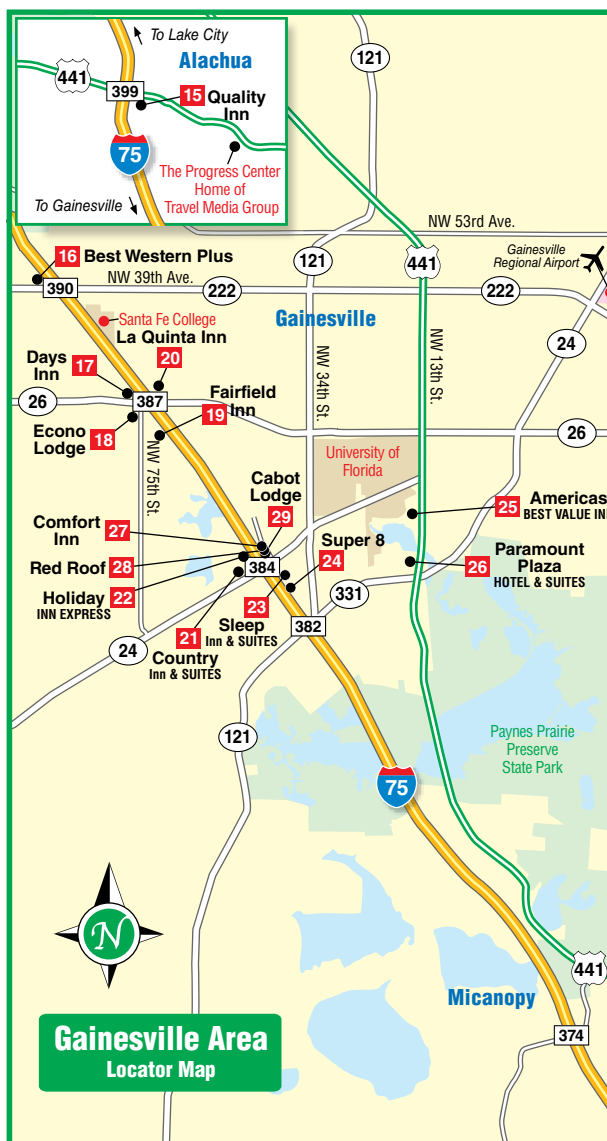 To Lake City
Alachua
441
399
15 Quality
Inn
75
The Progress Center
Home of
Travel Media Group
To Gainesville
121
NW 53rd Ave.
16 Best Western Plus
NW 39th Ave.
390
222
121
441
Gainesville
Regional Airport
222
Santa Fe College
Gainesville
La Quinta Inn
20
24
Days
Inn
17
NW 34th St.
NW 13th St.
26
387
Fairfield
Inn
19
Econo
Lodge
18
26
NW 75th St.
University of
Florida
Cabot
Lodge
29
Comfort
Inn
27
Americas
BEST VALUE IN
25
Red Roof 28
384
Super 8
24
Paramount
Plaza
HOTEL & SUITES
26
Holiday
INN EXPRESS
22
23
Sleep
Inn & SUITES
331
21
Country
Inn & SUITES
382
24
121
Paynes Prairie
Preserve
State Park
75
N
441
Micanopy
374
Gainesville Area
Locator Map